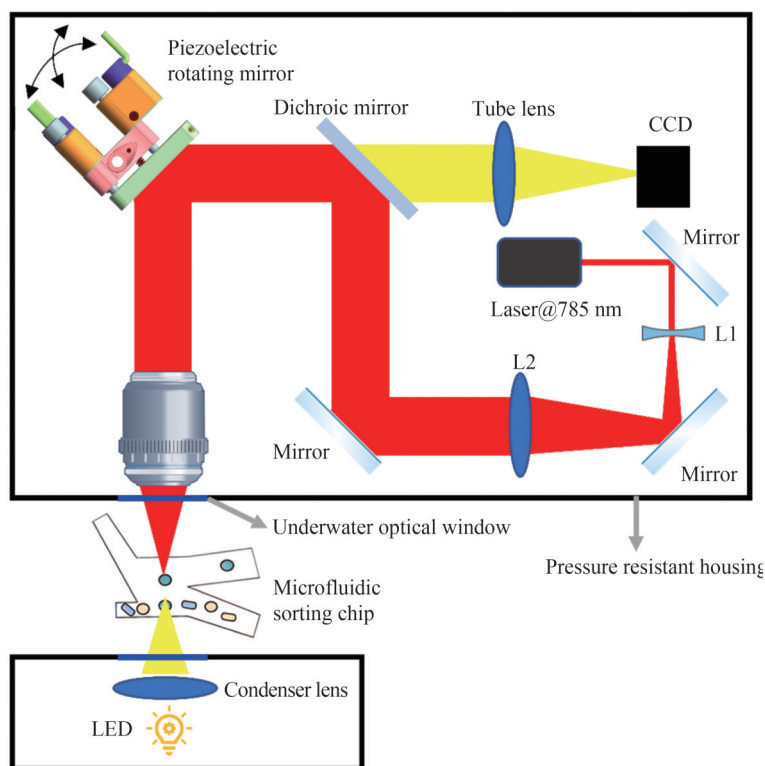 Piezoelectric
rotating mirror
Dichroic mirror
Tube lens
CCD
Mirror
Laser@785 nm
L1
L2
Mirror
Mirror
Underwater optical window
Pressure resistant housing
Microfluidic
sorting chip
Condenser lens
LED